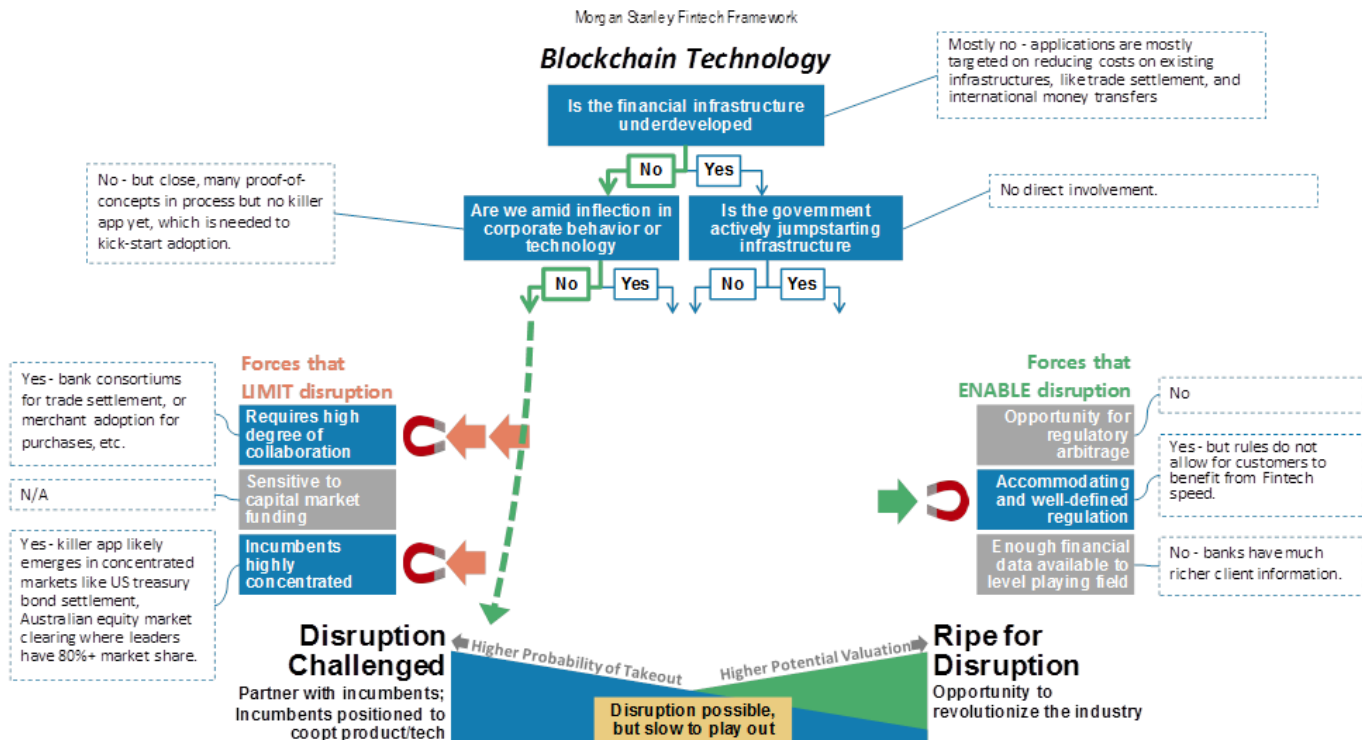 Morgan Stanley Fintech Framework
Blockchain Technology
Mostly no - applications are mostly
targeted on reducing costs on existing
infrastructures, like trade settlement, and
international money transfers
Is the financial infrastructure
underdeveloped
No
Yes
No - but close, many proof-of-
concepts in process but no killer
app yet, which is needed to
kick-start adoption.
No direct involvement.
Are we amid inflection in
corporate behavior or
technology
Is the government
actively jumpstarting
infrastructure
No
Yes
No
Yes
Forces that
LIMIT disruption
Yes - bank consortiums
for trade settlement, or
merchant adoption for
purchases, etc.
Requires high
degree of
collaboration
N/A
Sensitive to
capital market
funding
Yes - killer app likely
emerges in concentrated
markets like US treasury
bond settlement,
Australian equity market
clearing where leaders
have 80%+ market share.
Incumbents
highly
concentrated
Forces that
ENABLE disruption
Opportunity for
regulatory
arbitrage
No
Accommodating
and well-defined
regulation
Yes - but rules do not
allow for customers to
benefit from Fintech
speed.
Enough financial
data available to
level playing field
No - banks have much
richer client information.
Disruption
Challenged
Partner with incumbents;
Incumbents positioned to
coopt product/tech
Higher Probability of Takeout
Higher Potential Valuation
Disruption possible,
but slow to play out
Ripe for
Disruption
Opportunity to
revolutionize the industry